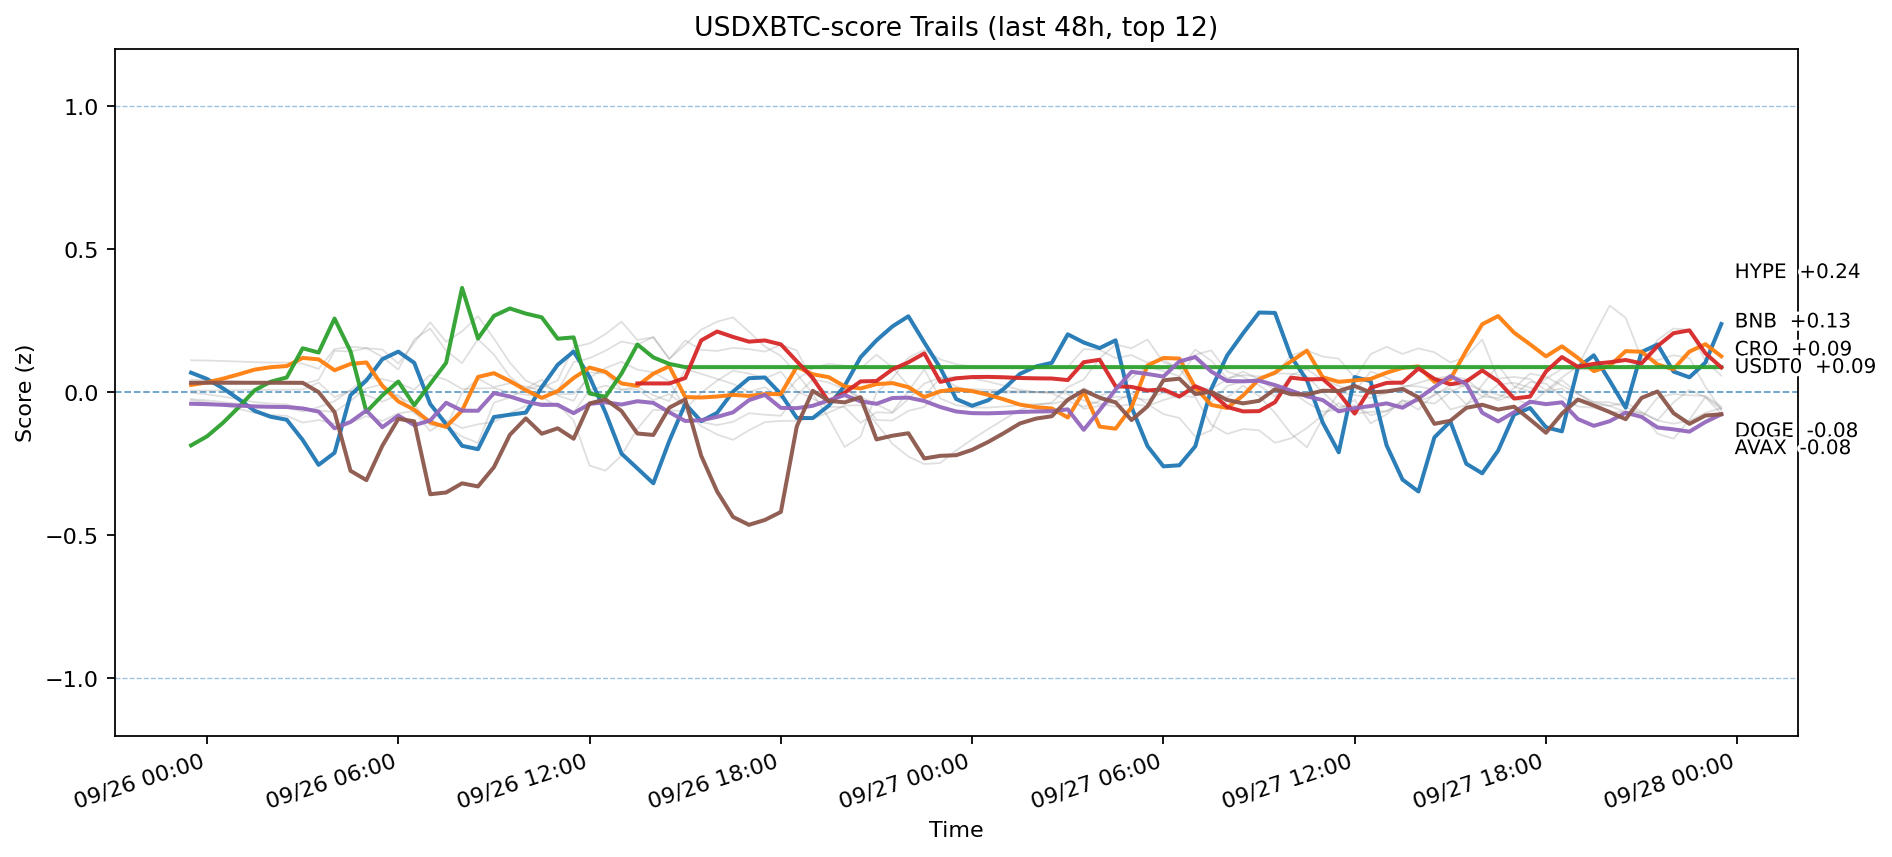 USDXBTC-score Trails (last 48h, top 12)
Score (z)
1.0
0.5
0.0
−0.5
−1.0
HYPE +0.24
BNB +0.13
CRO +0.09
USDT0 +0.09
DOGE -0.08
AVAX -0.08
09/26 00:00
09/26 06:00
09/26 12:00
09/26 18:00
09/27 00:00
09/27 06:00
09/27 12:00
09/27 18:00
09/28 00:00
Time